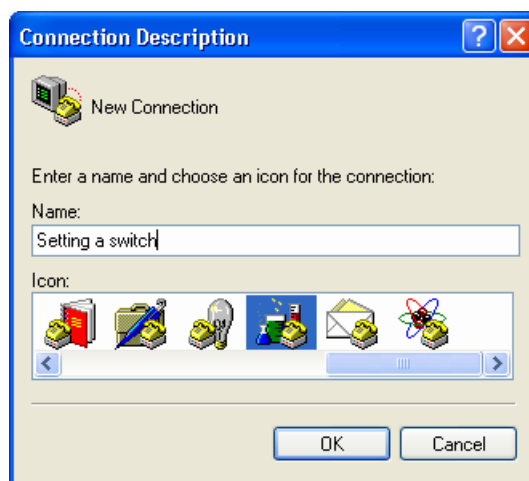 Connection Description
New Connection
Enter a name and choose an icon for the connection:
Name:
Setting a switch
Icon:
OK Cancel